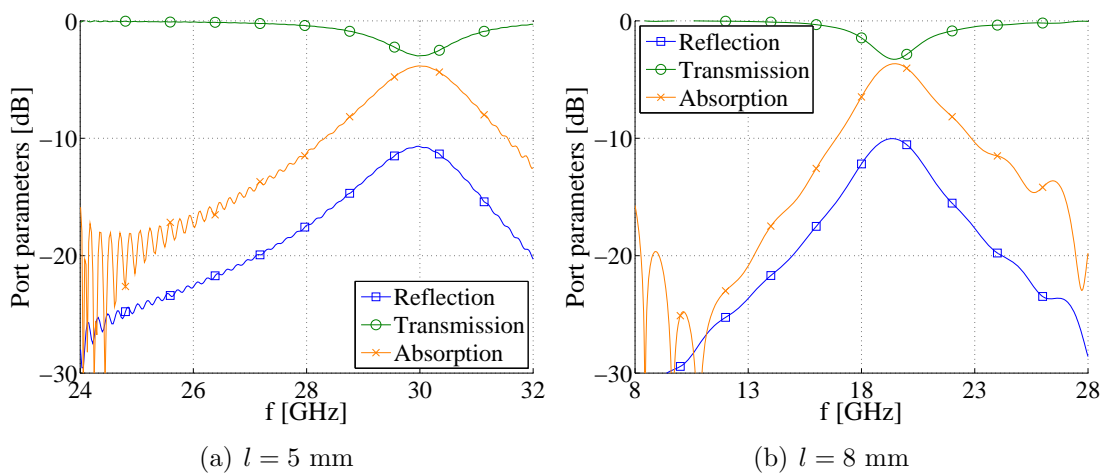 0
−10
−20
−30
Port parameters [dB]
24 26 28 30 32
f [GHz]
Reflection
Transmission
Absorption
(a) l = 5 mm
0
−10
−20
−30
Port parameters [dB]
8 13 18 23 28
f [GHz]
Reflection
Transmission
Absorption
(b) l = 8 mm